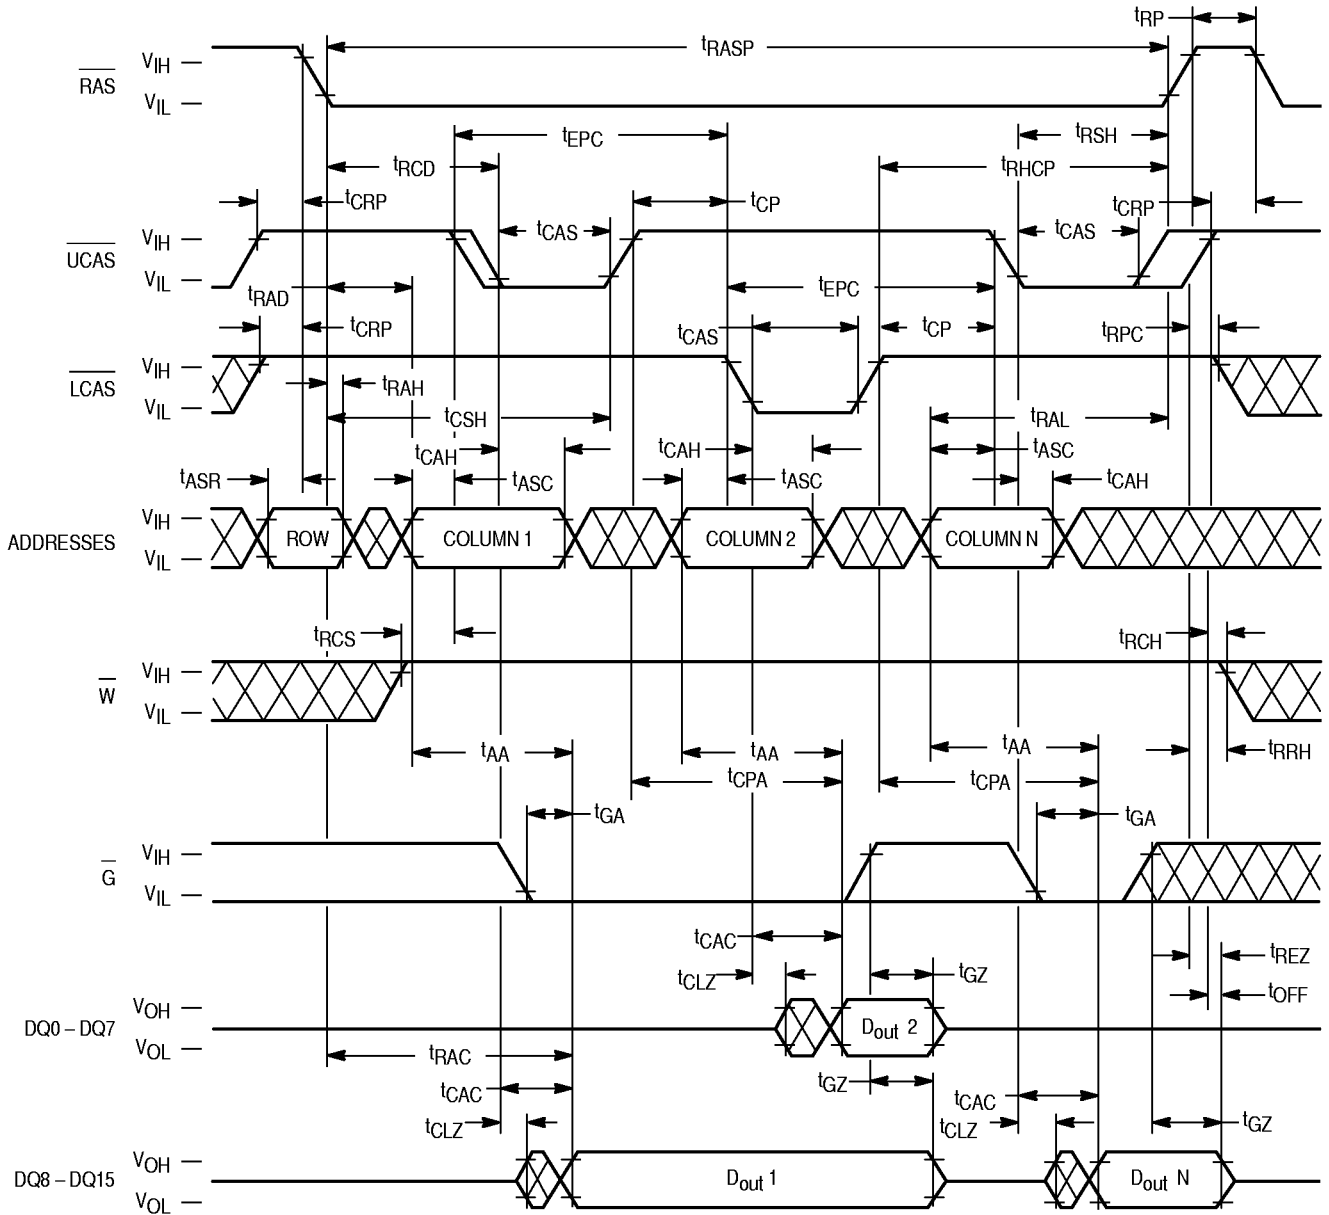 tRP
tRASP
RAS VIH
VIL
tEPC tRSH
tRCD tRHCP
tCRP tCP tCRP
tCAS tCAS
UCAS VIH
VIL
tRAD tEPC
tCRP tCAS tCP tRPC
LCAS VIH
VIL
tRAH
tCSH tRAL
tCAH tCAH tASC
tASR tASC tASC tCAH
ADDRESSES VIH
VIL
ROW COLUMN 1 COLUMN 2 COLUMN N
tRCS tRCH
W VIH
VIL
tAA tAA tAA tRRH
tCPA tCPA
tGA tGA
G VIH
VIL
tCAC tREZ
tCLZ tGZ tOFF
DQ0 – DQ7 VOH
VOL
Dout 2
tRAC
tCAC tGZ tCAC
tCLZ tCLZ tGZ
DQ8 – DQ15 VOH
VOL
Dout 1 Dout N